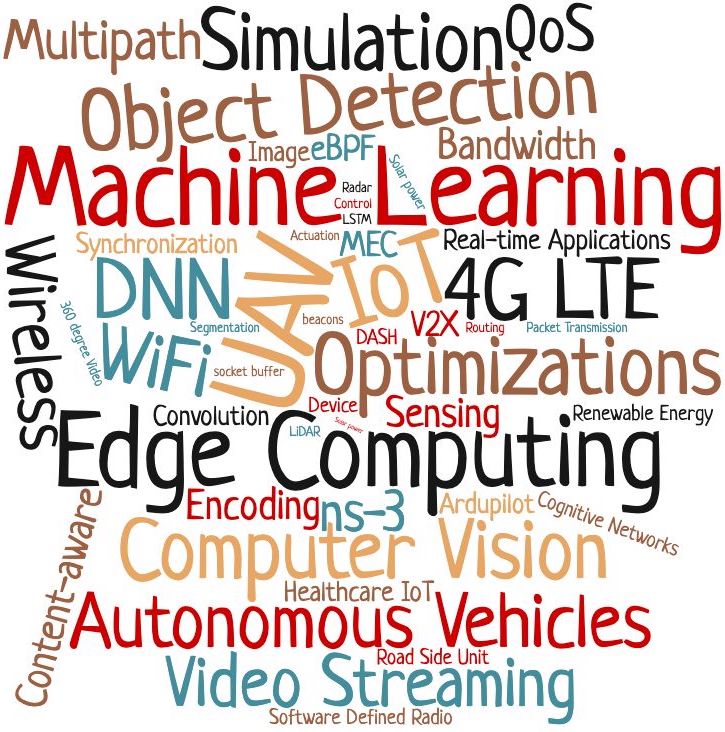 Multipath
Simulation
QoS
Object Detection
Image
eBPF
Bandwidth
Machine Learning
Solar power
Radar
Control
LSTM
Synchronization
Actuation
MEC
Real-time Applications
Wireless
DNN
UAV
IoT
4G LTE
360 degree Video
Segmentation
beacons
V2X
Routing
Packet Transmission
WiFi
DASH
socket buffer
Optimizations
Convolution
Device
Sensing
Renewable Energy
LiDAR
Solar power
Edge Computing
Content-aware
Encoding
ns-3
Ardupilot
Cognitive Networks
Computer Vision
Healthcare IoT
Autonomous Vehicles
Road Side Unit
Video Streaming
Software Defined Radio